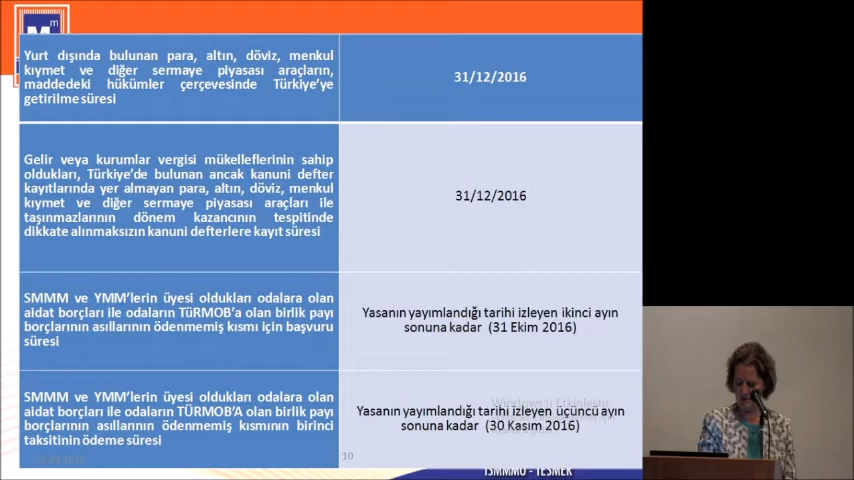 Yurt dışında bulunan para, altın, döviz, menkul
kıymet ve diğer sermaye piyasası araçların,
maddedeki hükümler çerçevesinde Türkiye'ye
getirilme süresi
31/12/2016
Gelir veya kurumlar vergisi mükelleflerinin sahip
oldukları, Türkiye'de bulunan ancak kanuni defter
kayıtlarında yer almayan para, altın, döviz, menkul
kıymet ve diğer sermaye piyasası araçları ile
taşınmazlarının dönem kazancının tespitinde
dikkate alınmaksızın kanuni defterlere kayıt süresi
31/12/2016
SMMM ve YMM'lerin üyesi oldukları odalara olan
aidat borçları ile odaların TüRMOB'a olan birlik payı
borçlarının asıllarının ödenmemiş kısmı için başvuru
süresi
Yasanın yayımlandığı tarihi izleyen ikinci ayın
sonuna kadar (31 Ekim 2016)
SMMM ve YMM'lerin üyesi oldukları odalara olan
aidat borçları ile odaların TÜRMOB'A olan birlik payı
borçlarının asıllarının ödenmemiş kısmının birinci
taksitinin ödeme süresi
Yasanın yayımlandığı tarihi izleyen üçüncü ayın
sonuna kadar (30 Kasım 2016)
Windows'u Etkinleştir
10
İSMMMO - TESMER